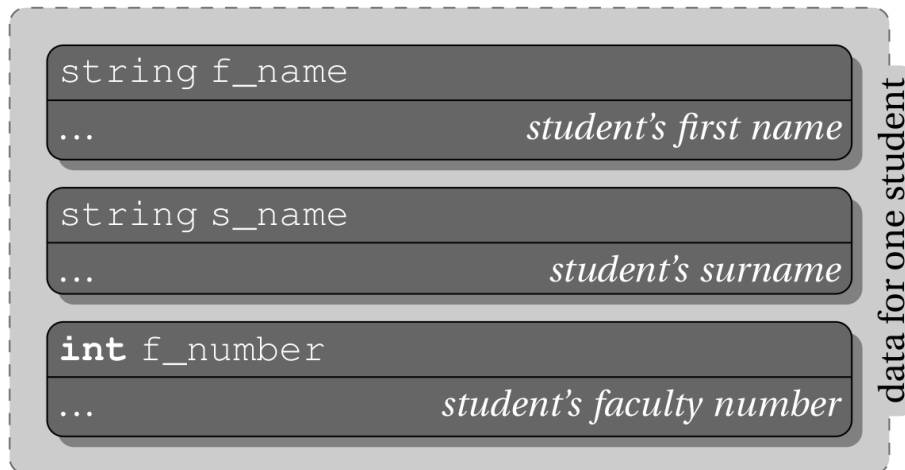 string f_name
... student's first name
string s_name
... student's surname
int f_number
... student's faculty number
data for one student